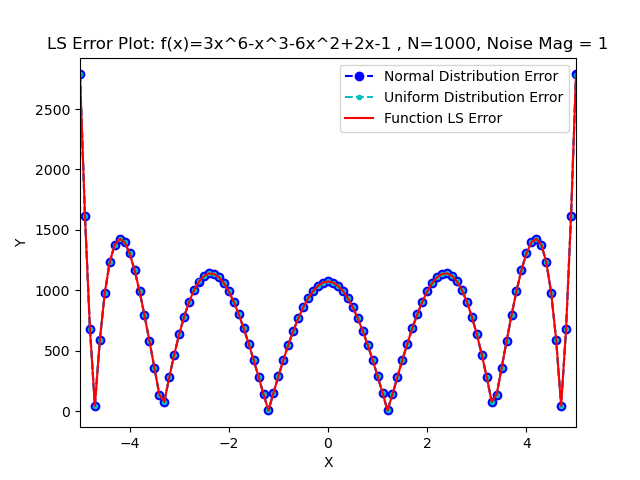 LS Error Plot: f(x)=3x^6-x^3-6x^2+2x-1 , N=1000, Noise Mag = 1
Normal Distribution Error
Uniform Distribution Error
Function LS Error
2500
2000
1500
1000
500
0
Y
−4
−2
0
2
4
X